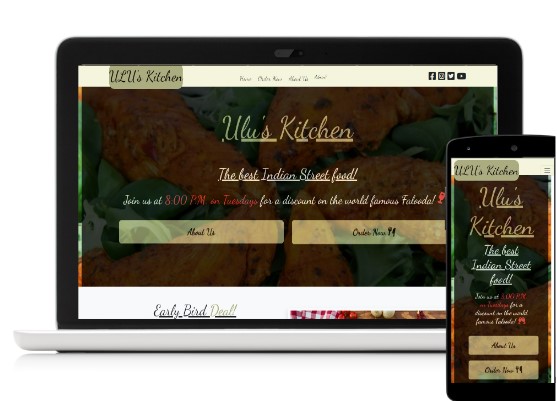 ULU's Kitchen
Home Order Now About Us
Ulu's Kitchen
The best Indian Street food!
Join us at 8:00 P.M. on Tuesdays for a discount on the world famous Falooda!
About Us
Order Now
Early Bird Deal!
ULU's Kitchen
Ulu's
Kitchen
The best
Indian Street
food!
Join us at 8:00 P.M.
on Tuesdays for a
discount on the world
famous Falooda!
About Us
Order Now